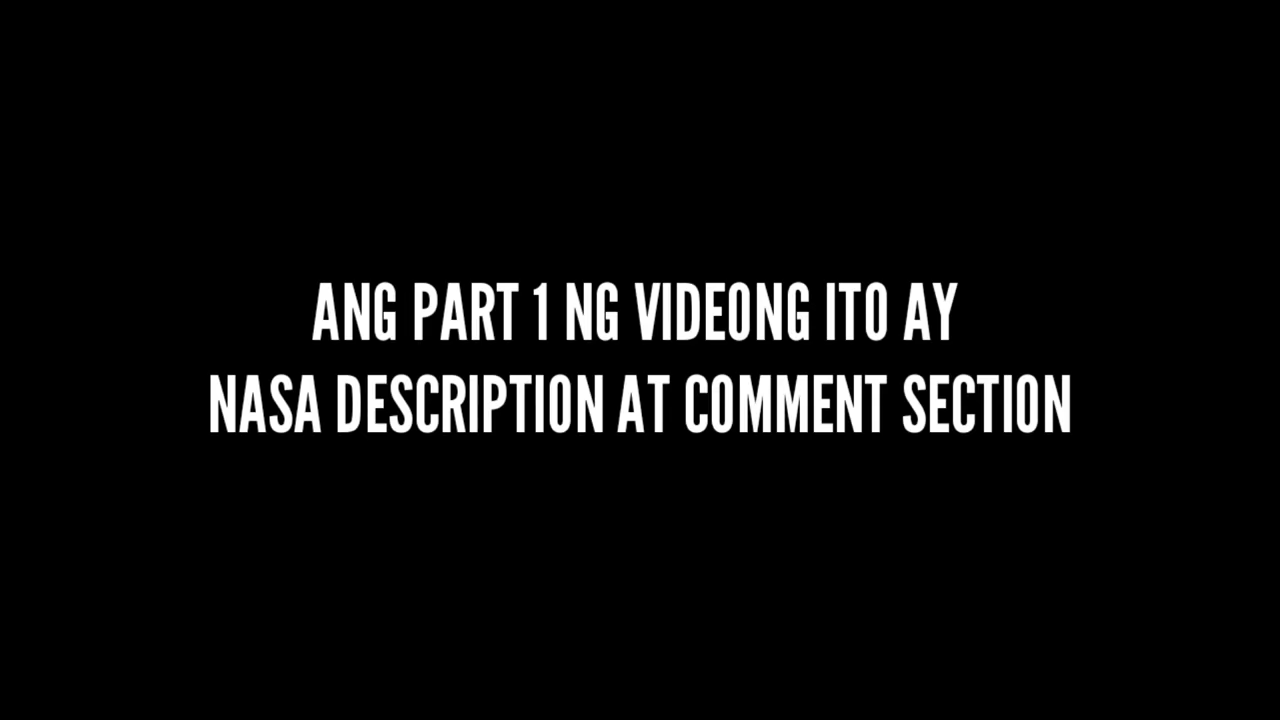 ANG PART 1 NG VIDEONG ITO AY
NASA DESCRIPTION AT COMMENT SECTION